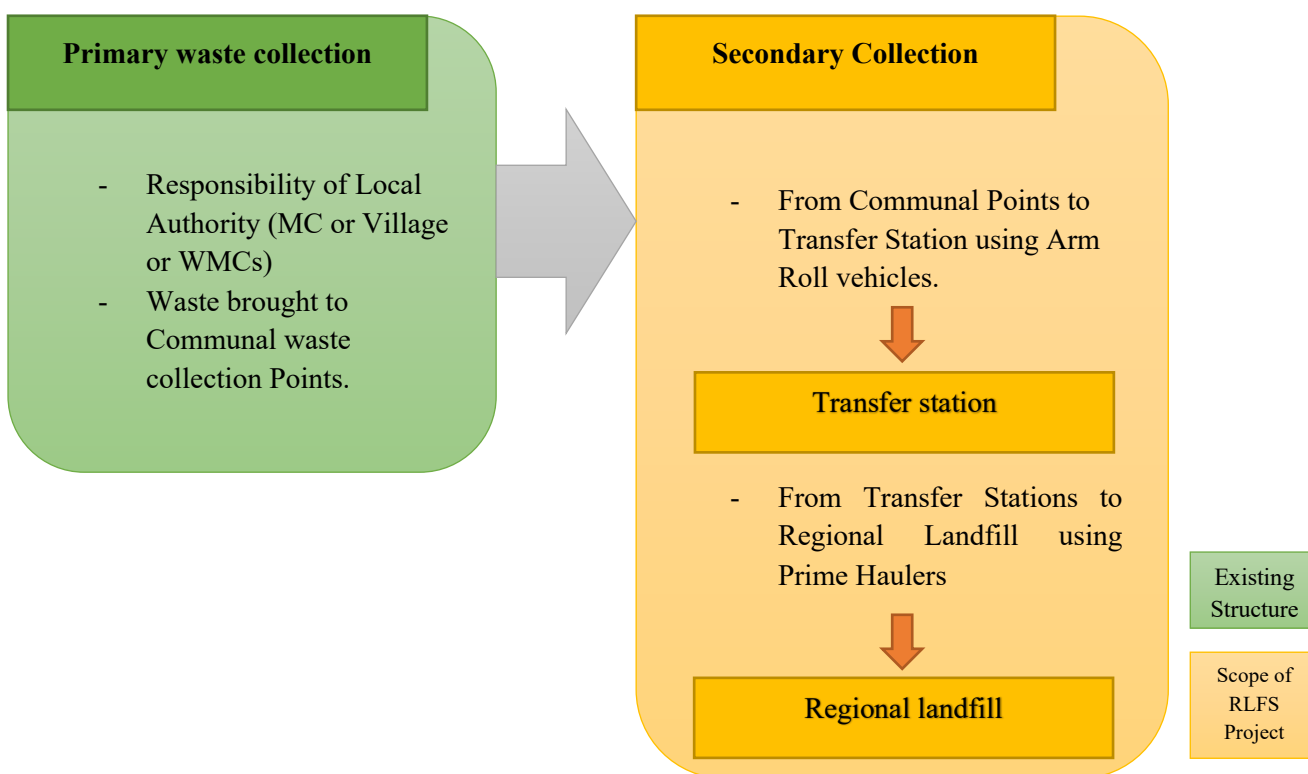 Primary waste collection
- Responsibility of Local
Authority (MC or Village
or WMCs)
- Waste brought to
Communal waste
collection Points.
Secondary Collection
- From Communal Points to
Transfer Station using Arm
Roll vehicles.
Transfer station
- From Transfer Stations to
Regional Landfill using
Prime Haulers
Regional landfill
Existing
Structure
Scope of
RLFS
Project